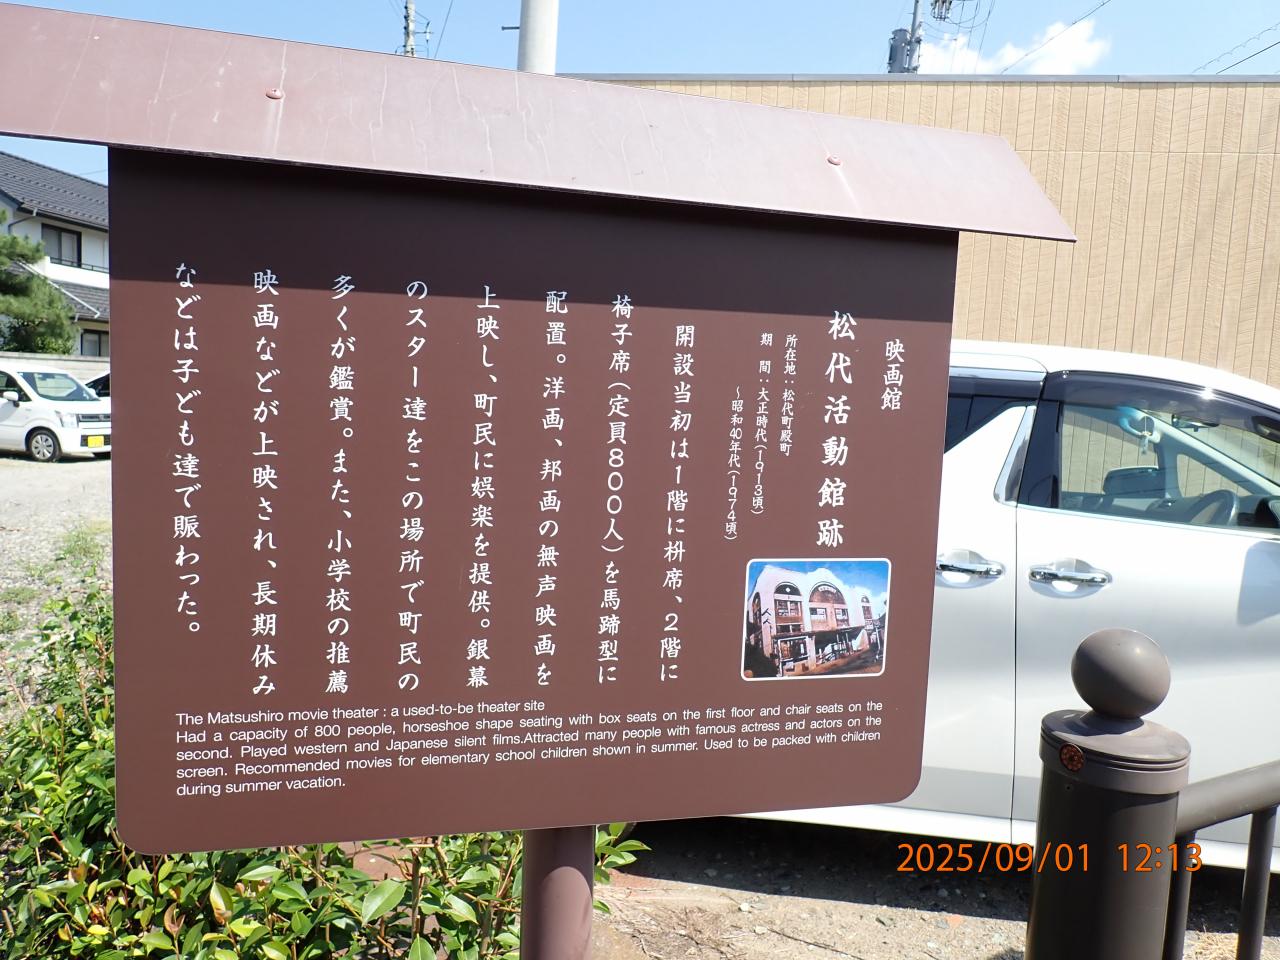 映画館
松代活動館跡
所在地：松代町殿町
期　間：大正時代（1913頃）
～昭和40年代（1974頃）
開設当初は1階に枡席、2階に
椅子席（定員800人）を馬蹄型に
配置。洋画、邦画の無声映画を
上映し、町民に娯楽を提供。銀幕
のスター達をこの場所で町民の
多くが鑑賞。また、小学校の推薦
映画などが上映され、長期休み
などは子ども達で賑わった。
The Matsushiro movie theater : a used-to-be theater site
Had a capacity of 800 people, horseshoe shape seating with box seats on the first floor and chair seats on the
second. Played western and Japanese silent films.Attracted many people with famous actress and actors on the
screen. Recommended movies for elementary school children shown in summer. Used to be packed with children
during summer vacation.
2025/09/01 12:13